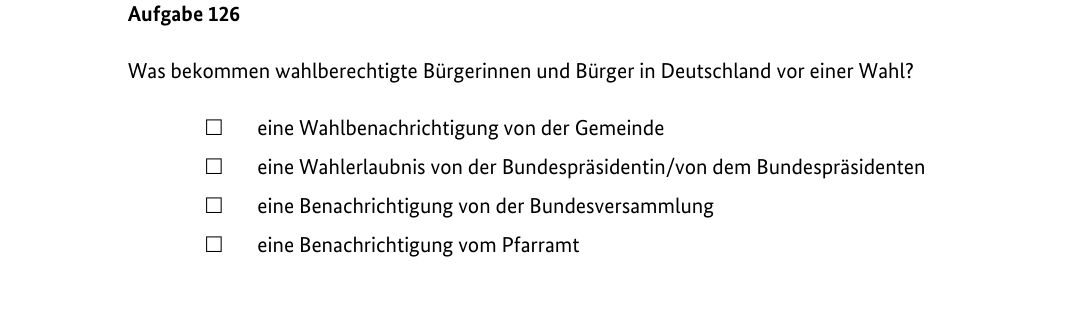 Aufgabe 126
Was bekommen wahlberechtigte Bürgerinnen und Bürger in Deutschland vor einer Wahl?
☐ eine Wahlbenachrichtigung von der Gemeinde
☐ eine Wahlerlaubnis von der Bundespräsidentin/von dem Bundespräsidenten
☐ eine Benachrichtigung von der Bundesversammlung
☐ eine Benachrichtigung vom Pfarramt